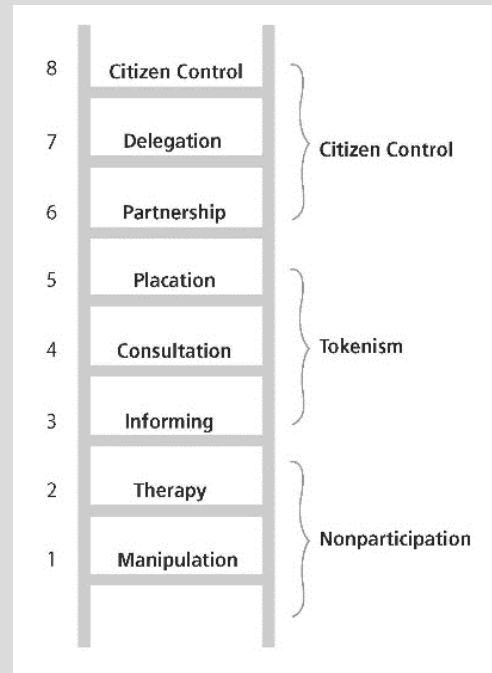 8 Citizen Control
7 Delegation
Citizen Control
6 Partnership
5 Placation
4 Consultation
Tokenism
3 Informing
2 Therapy
Nonparticipation
1 Manipulation